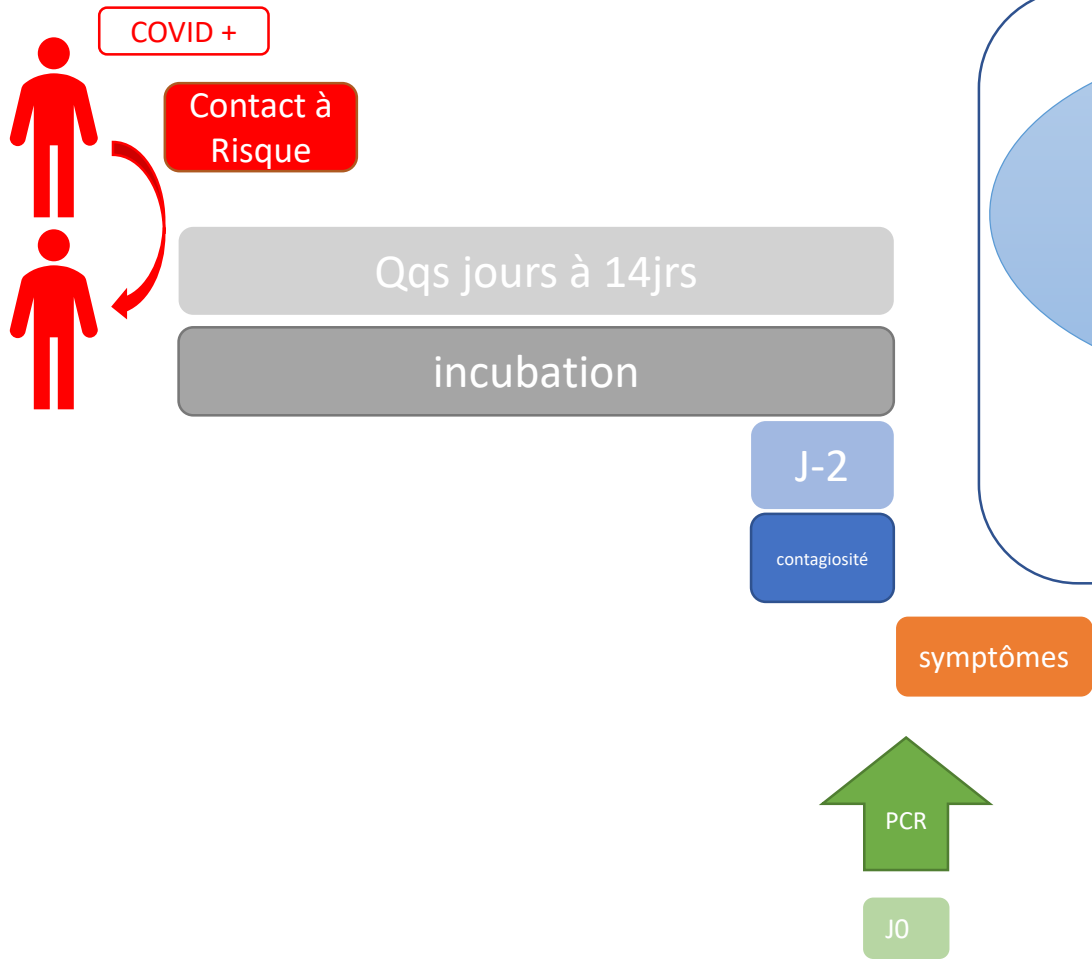 COVID +
Contact à
Risque
Qqs jours à 14jrs
incubation
J-2
contagiosité
symptômes
PCR
J0